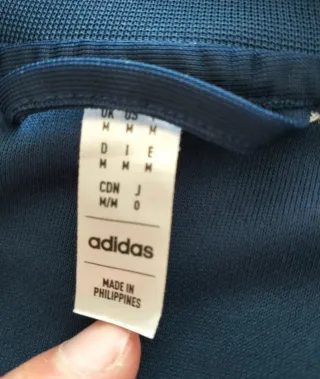 UK US F
M M M
D I E
M M M
CDN J
M/M O
adidas
MADE IN
PHILIPPINES